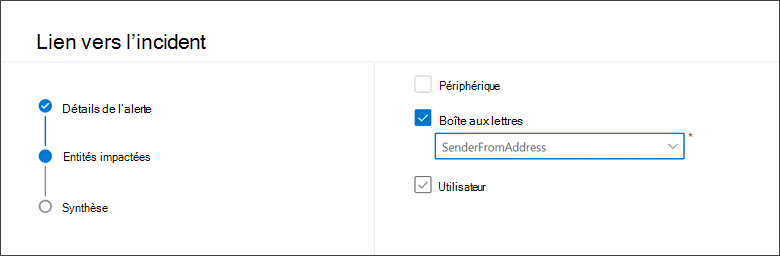 Lien vers l'incident
Détails de l'alerte
Entités impactées
Synthèse
Périphérique
Boîte aux lettres
SenderFromAddress
*
Utilisateur